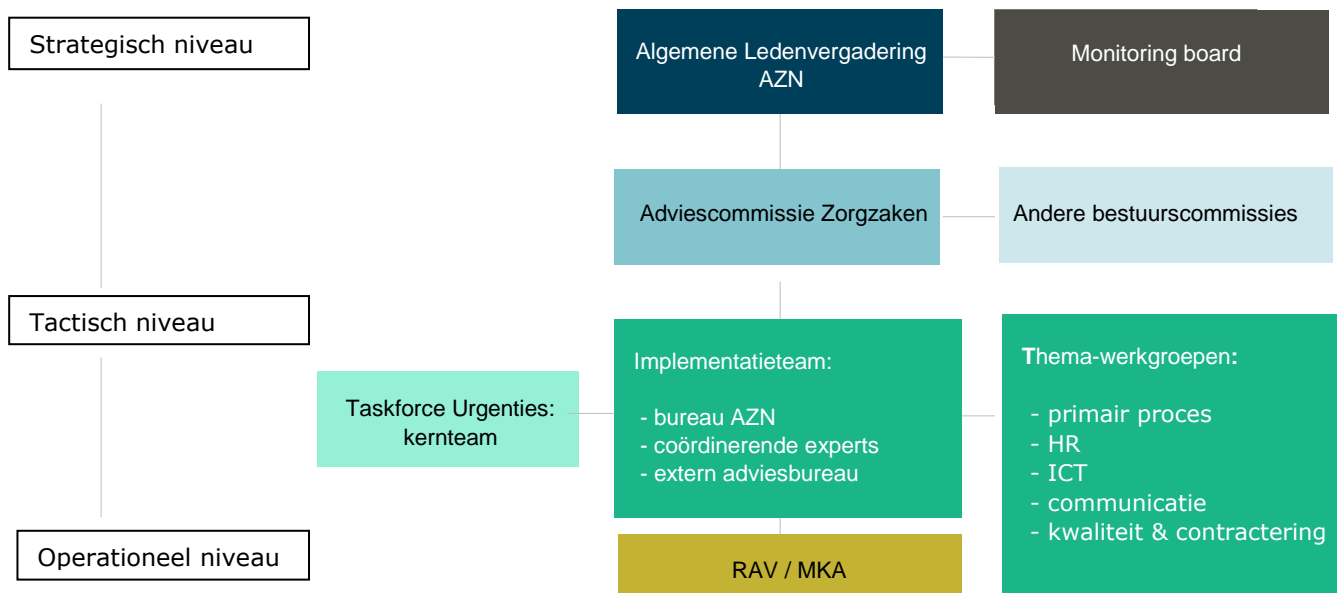 Strategisch niveau
Algemene Ledenvergadering
AZN
Monitoring board
Adviescommissie Zorgzaken
Andere bestuurscommissies
Tactisch niveau
Taskforce Urgenties:
kernteam
Implementatieteam:
- bureau AZN
- coördinerende experts
- extern adviesbureau
Thema-werkgroepen:
- primair proces
- HR
- ICT
- communicatie
- kwaliteit & contractering
Operationeel niveau
RAV / MKA